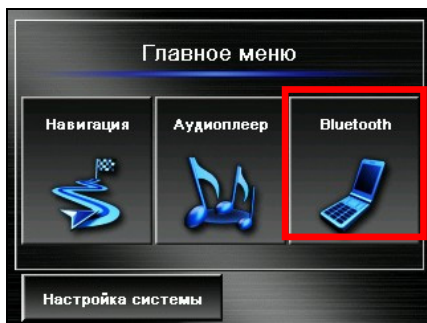 Главное меню
Навигация
Аудиоплеер
Bluetooth
Настройка системы